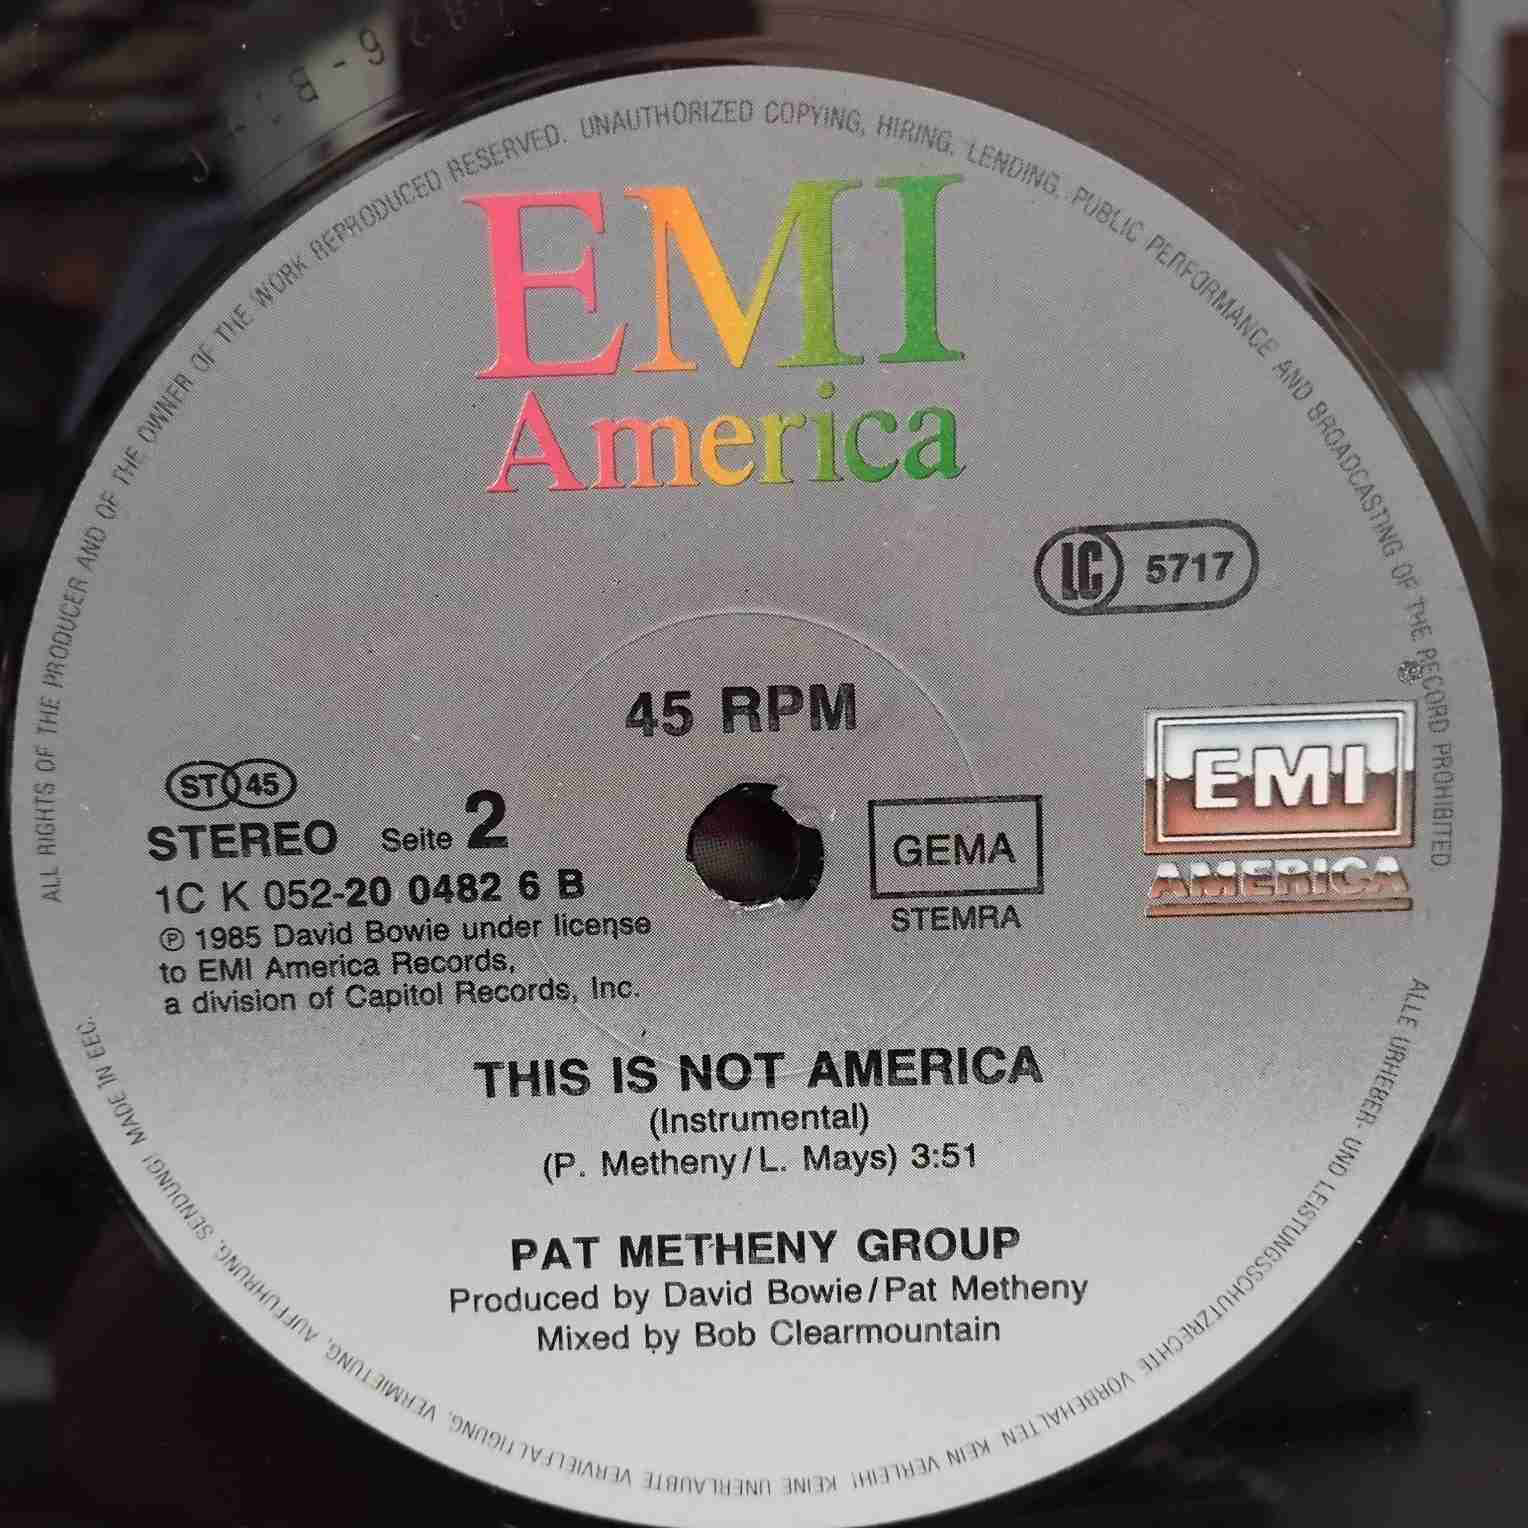 ALL RIGHTS OF THE PRODUCER AND OF THE OWNER OF THE WORK REPRODUCED RESERVED. UNAUTHORIZED COPYING, HIRING, LENDING, PUBLIC PERFORMANCE AND BROADCASTING OF THE RECORD PROHIBITED.
EMI
America
LC 5717
45 RPM
EMI
AMERICA
ST 45
STEREO Seite 2
GEMA
STEMRA
1C K 052-20 0482 6 B
℗ 1985 David Bowie under license
to EMI America Records,
a division of Capitol Records, Inc.
THIS IS NOT AMERICA
(Instrumental)
(P. Metheny/L. Mays) 3:51
PAT METHENY GROUP
Produced by David Bowie/Pat Metheny
Mixed by Bob Clearmountain
ALLE URHEBER- UND LEISTUNGSSCHUTZRECHTE VORBEHALTEN KEIN VERLEIH! KEINE UNERLAUBTE VERVIELFÄLTIGUNG, VERMIETUNG, AUFFÜHRUNG, SENDUNG! MADE IN EEC.